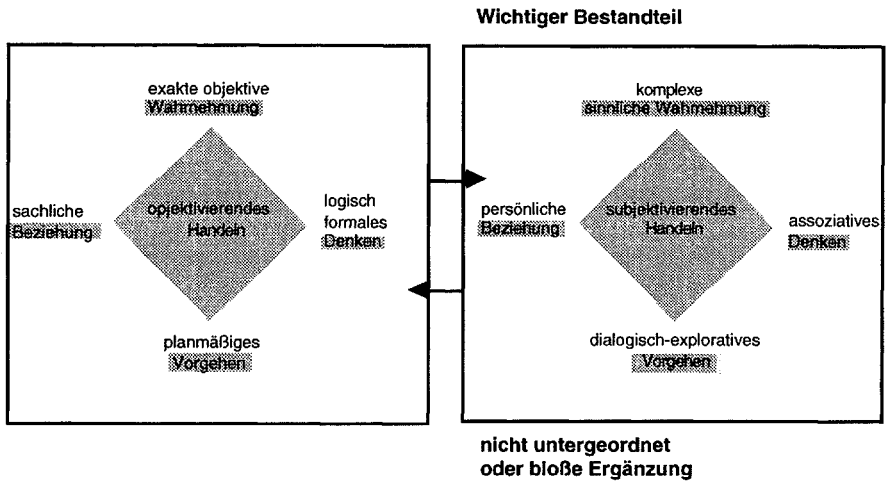 Wichtiger Bestandteil
exakte objektive
Wahrnehmung
sachliche
Beziehung
opjektivierendes
Handeln
logisch
formales
Denken
planmäßiges
Vorgehen
komplexe
sinnliche Wahrnehmung
persönliche
Beziehung
subjektivierendes
Handeln
assoziatives
Denken
dialogisch-exploratives
Vorgehen
nicht untergeordnet
oder bloße Ergänzung